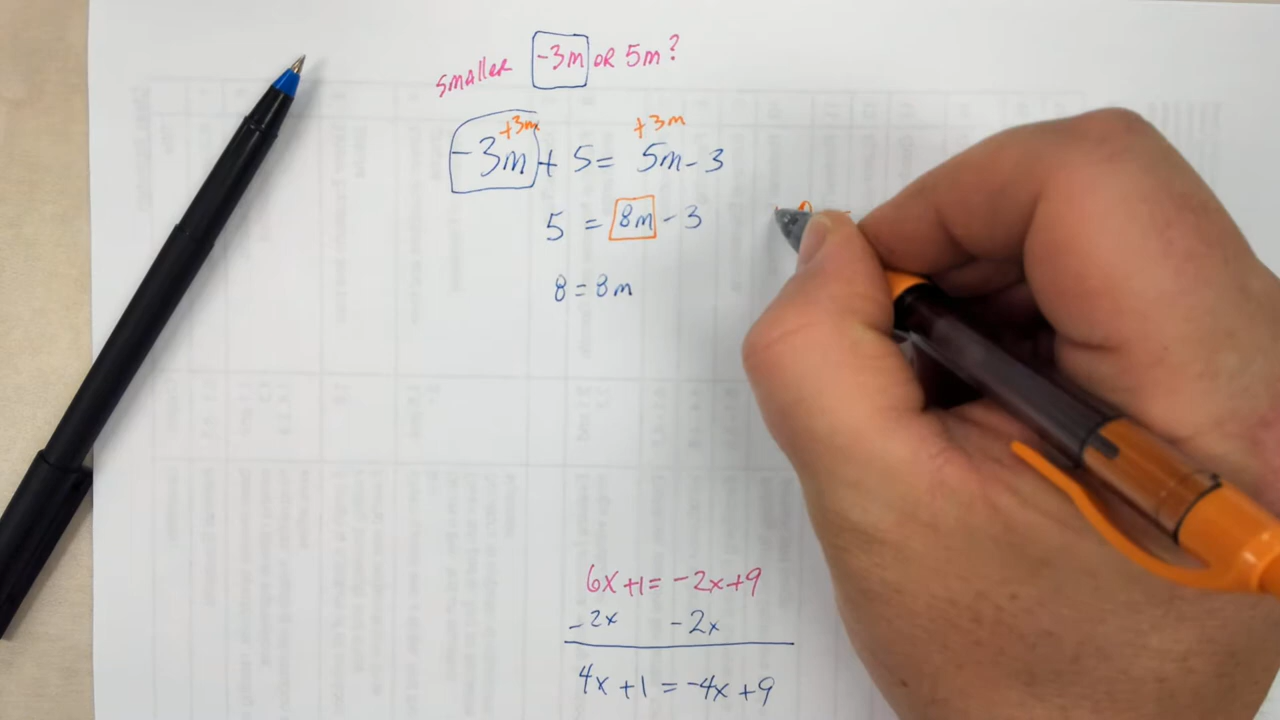 smaller -3m OR 5m?
+3m +3m
-3m + 5 = 5m - 3
5 = 8m - 3
8 = 8m
6x +1 = -2x+9
-2x -2x
4x +1 = -4x +9